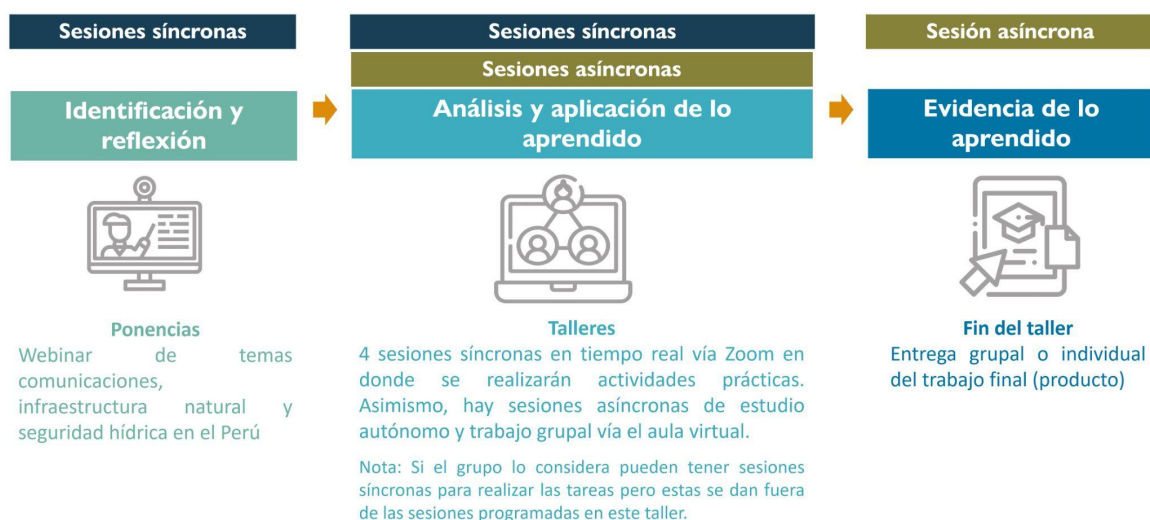 Sesiones síncronas
Identificación y
reflexión
Ponencias
Webinar de temas
comunicaciones,
infraestructura natural y
seguridad hídrica en el Perú
Sesiones síncronas
Sesiones asíncronas
Análisis y aplicación de lo
aprendido
Talleres
4 sesiones síncronas en tiempo real vía Zoom en
donde se realizarán actividades prácticas.
Asimismo, hay sesiones asíncronas de estudio
autónomo y trabajo grupal vía el aula virtual.
Nota: Si el grupo lo considera pueden tener sesiones
síncronas para realizar las tareas pero estas se dan fuera
de las sesiones programadas en este taller.
Sesión asíncrona
Evidencia de lo
aprendido
Fin del taller
Entrega grupal o individual
del trabajo final (producto)